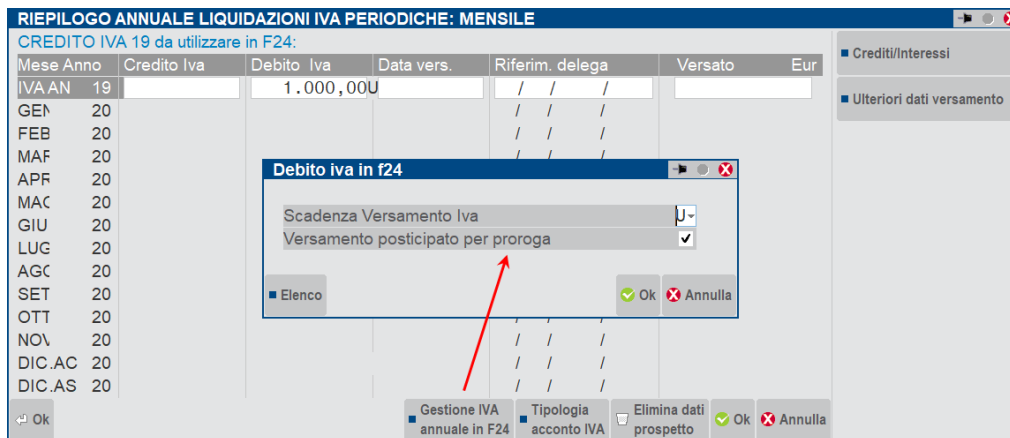 RIEPILOGO ANNUALE LIQUIDAZIONI IVA PERIODICHE: MENSILE
CREDITO IVA 19 da utilizzare in F24:
Mese Anno Credito Iva Debito Iva Data vers. Riferim. delega Versato Eur
IVA AN 19 1.000,00U / / /
GEN 20 / / /
FEB 20 / / /
MAR 20 / / /
APR 20
MAG 20
GIU 20
LUG 20
AGO 20
SET 20
OTT 20 / / /
NOV 20 / / /
DIC.AC 20 / / /
DIC.AS 20 / / /
Crediti/Interessi
Ulteriori dati versamento
Debito iva in f24
Scadenza Versamento Iva U
Versamento posticipato per proroga
Elenco Ok Annulla
Ok
Gestione IVA
annuale in F24
Tipologia
acconto IVA
Elimina dati
prospetto
Ok Annulla